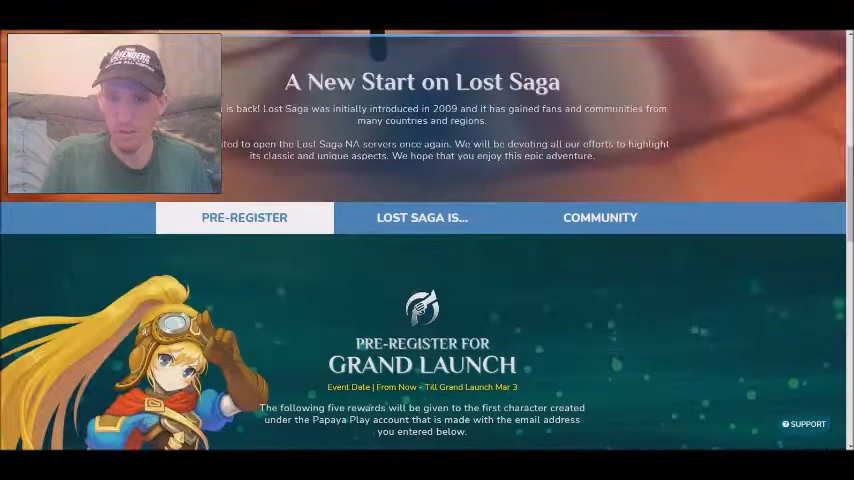 A New Start on Lost Saga
is back! Lost Saga was initially introduced in 2009 and it has gained fans and communities from
many countries and regions.
to open the Lost Saga NA servers once again. We will be devoting all our efforts to highlight
its classic and unique aspects. We hope that you enjoy this epic adventure.
PRE-REGISTER
LOST SAGA IS...
COMMUNITY
PRE-REGISTER FOR
GRAND LAUNCH
Event Date | From Now - Till Grand Launch Mar 3
The following five rewards will be given to the first character created
under the Papaya Play account that is made with the email address
you entered below.
SUPPORT